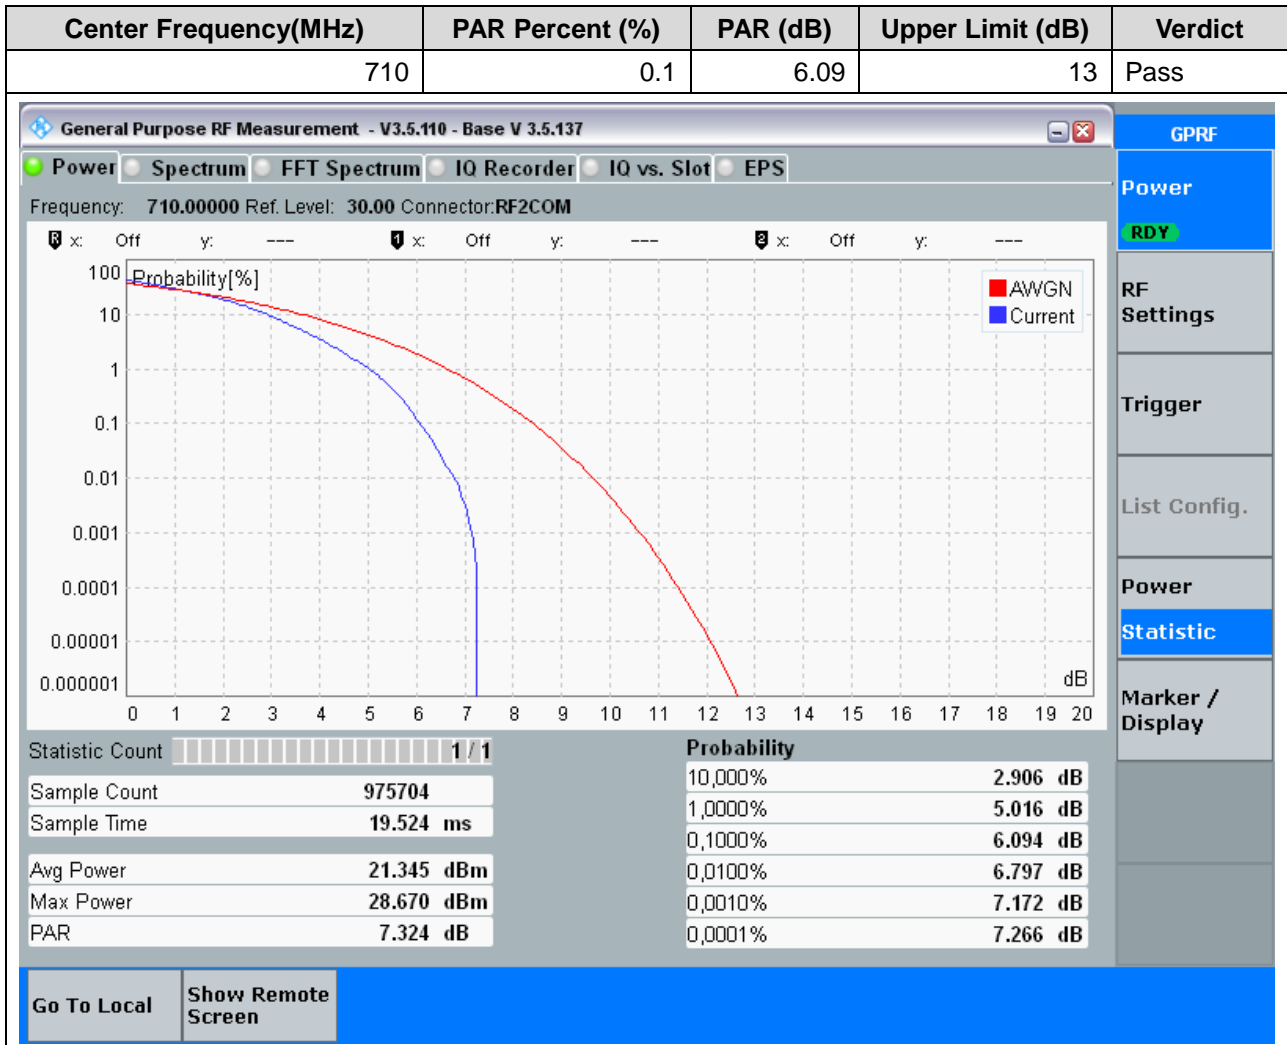 Center Frequency(MHz) PAR Percent (%) PAR (dB) Upper Limit (dB) Verdict
710 0.1 6.09 13 Pass
General Purpose RF Measurement - V3.5.110 - Base V 3.5.137
GPRF
Power Spectrum FFT Spectrum IQ Recorder IQ vs. Slot EPS
Power
RDY
Frequency: 710.00000 Ref. Level: 30.00 Connector:RF2COM
R x: Off y: --- 1 x: Off y: --- 2 x: Off y: ---
Probability[%]
AWGN
Current
100
10
1
0.1
0.01
0.001
0.0001
0.00001
0.000001
dB
0 1 2 3 4 5 6 7 8 9 10 11 12 13 14 15 16 17 18 19 20
RF
Settings
Trigger
List Config.
Power
Statistic
Marker /
Display
Statistic Count 1 / 1
Sample Count 975704
Sample Time 19.524 ms
Avg Power 21.345 dBm
Max Power 28.670 dBm
PAR 7.324 dB
Probability
10,000% 2.906 dB
1,0000% 5.016 dB
0,1000% 6.094 dB
0,0100% 6.797 dB
0,0010% 7.172 dB
0,0001% 7.266 dB
Go To Local
Show Remote
Screen